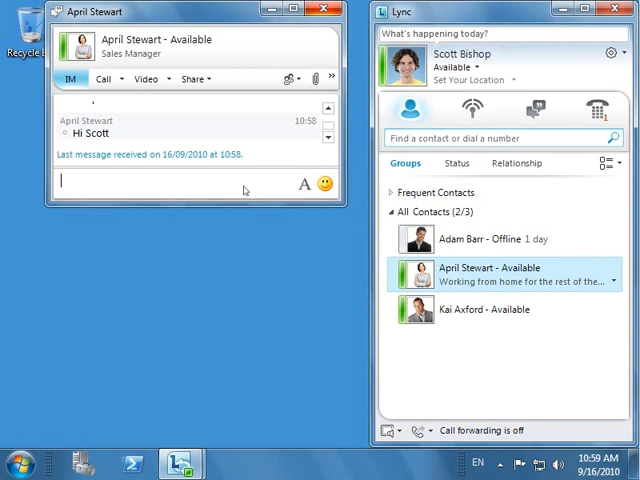 April Stewart
April Stewart - Available
Sales Manager
IM
Call
Video
Share
April Stewart
10:58
Hi Scott
Last message received on 16/09/2010 at 10:58.
A
Lync
What's happening today?
Scott Bishop
Available
Set Your Location
1
Find a contact or dial a number
Groups
Status
Relationship
Frequent Contacts
All Contacts (2/3)
Adam Barr - Offline 1 day
April Stewart - Available
Working from home for the rest of the...
Kai Axford - Available
Call forwarding is off
EN
10:59 AM
9/16/2010